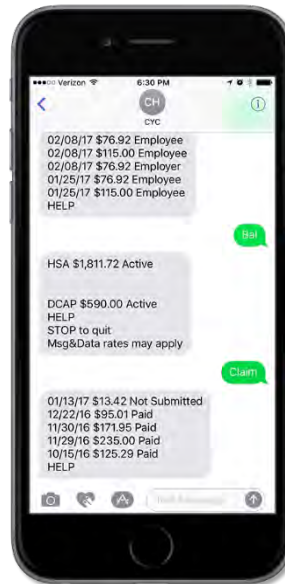 Verizon
6:30 PM
CH
CYC
02/08/17 $76.92 Employee
02/08/17 $115.00 Employee
02/08/17 $76.92 Employer
01/25/17 $76.92 Employee
01/25/17 $115.00 Employee
HELP
Bal
HSA $1,811.72 Active
DCAP $590.00 Active
HELP
STOP to quit
Msg&Data rates may apply
Claim
01/13/17 $13.42 Not Submitted
12/22/16 $95.01 Paid
11/30/16 $171.95 Paid
11/29/16 $235.00 Paid
10/15/16 $125.29 Paid
HELP